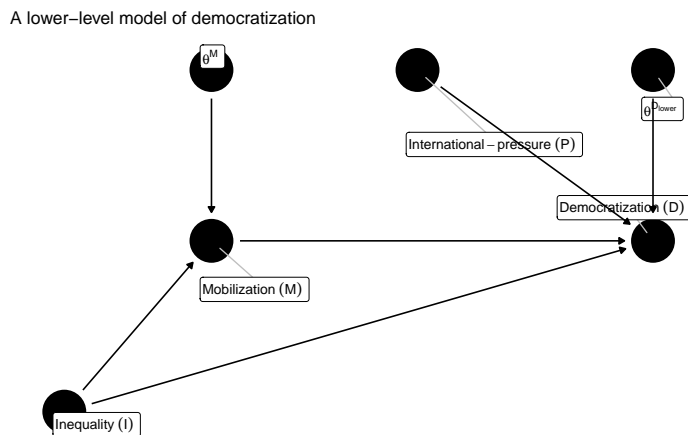 A lower−level model of democratization
θ^M
θ^D_lower
International − pressure (P)
Democratization (D)
Mobilization (M)
Inequality (I)